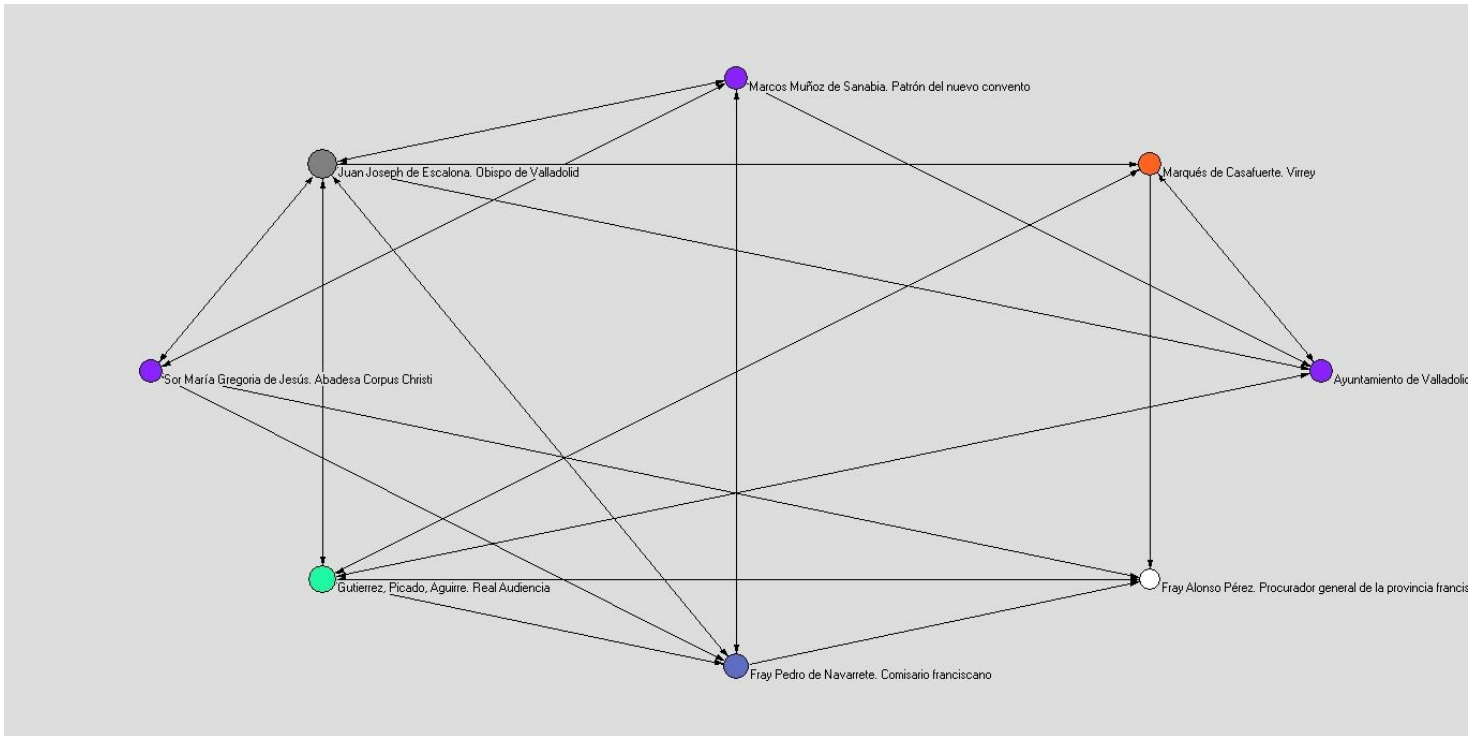 Marcos Muñoz de Sanabia. Patrón del nuevo convento
Juan Joseph de Escalona. Obispo de Valladolid
Marqués de Casafuerte. Virrey
Sor María Gregoria de Jesús. Abadesa Corpus Christi
Ayuntamiento de Valladolid
Gutierrez, Picado, Aguirre. Real Audiencia
Fray Alonso Pérez. Procurador general de la provincia francis
Fray Pedro de Navarrete. Comisario franciscano